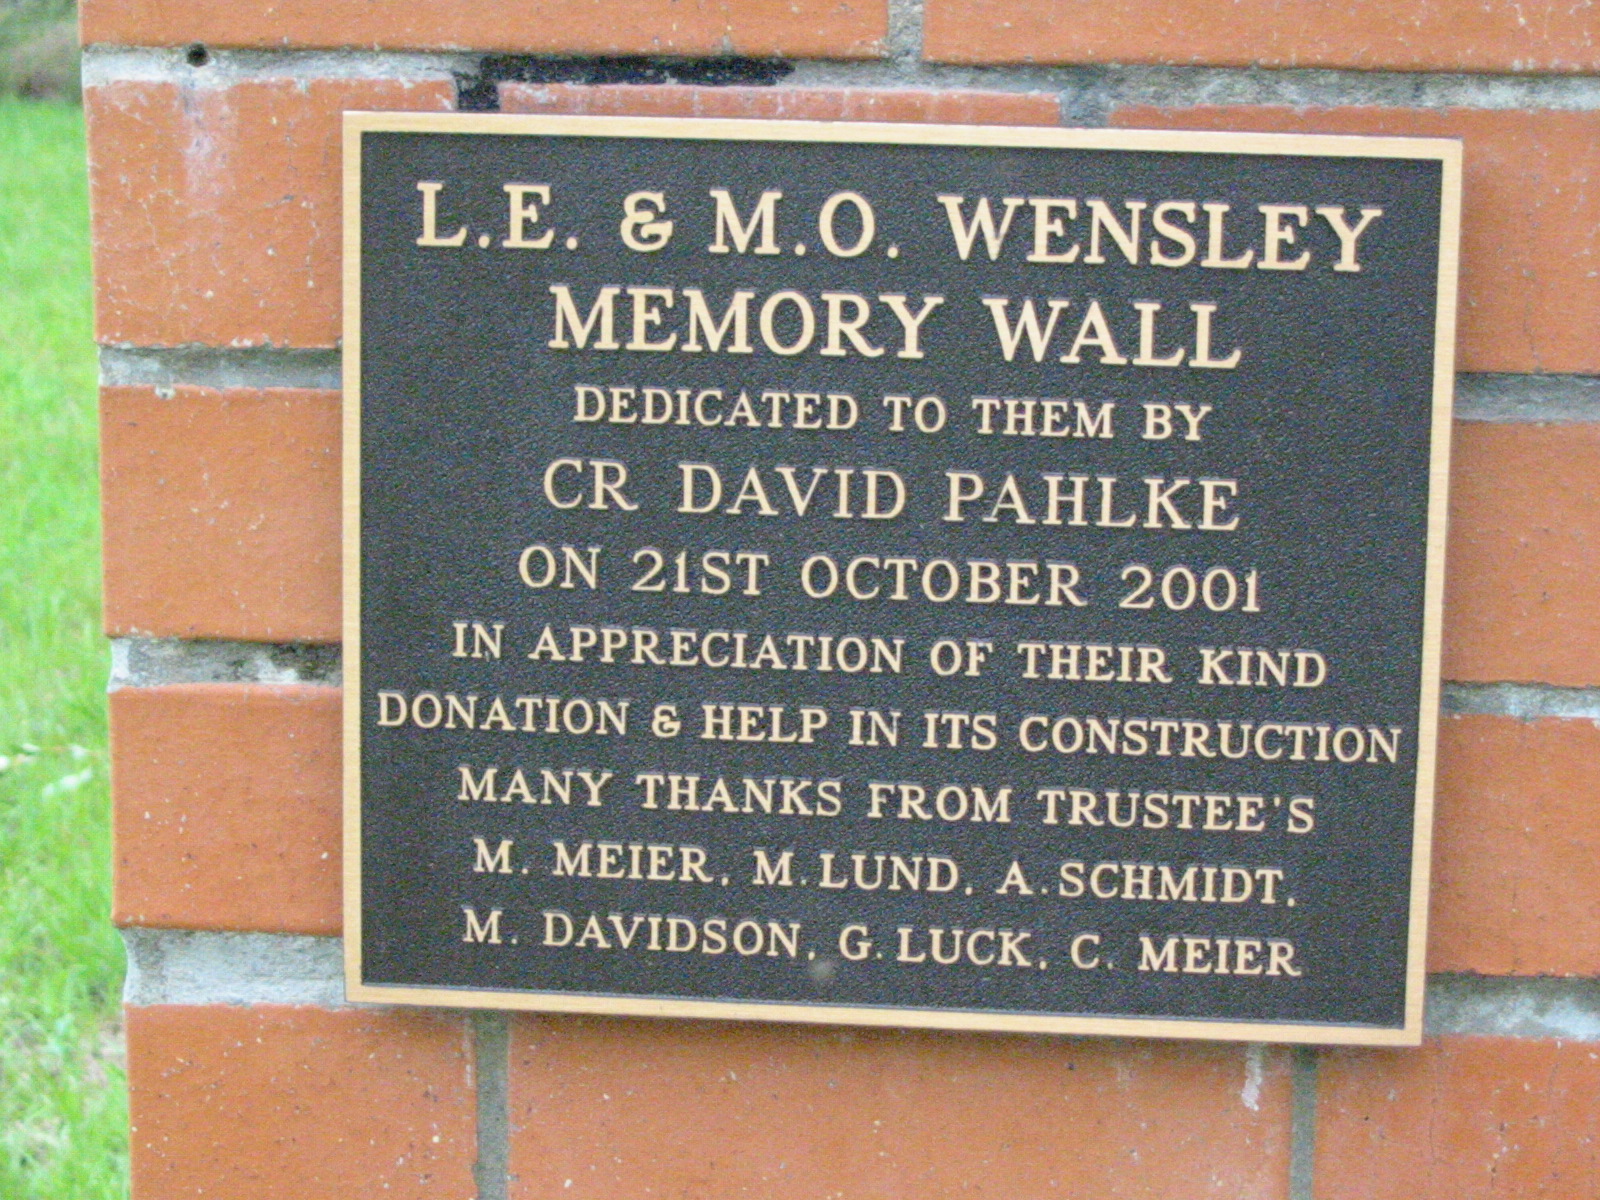 L.E. & M.O. WENSLEY
MEMORY WALL
DEDICATED TO THEM BY
CR DAVID PAHLKE
ON 21ST OCTOBER 2001
IN APPRECIATION OF THEIR KIND
DONATION & HELP IN ITS CONSTRUCTION
MANY THANKS FROM TRUSTEE'S
M. MEIER, M.LUND, A.SCHMIDT,
M. DAVIDSON, G.LUCK, C. MEIER